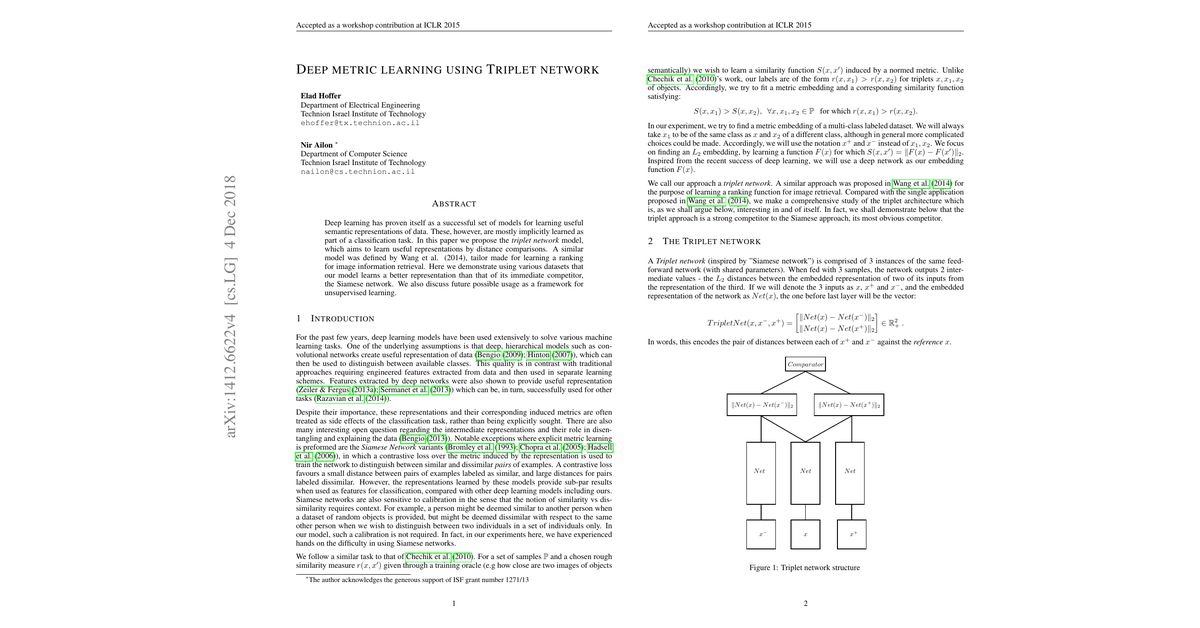 Accepted as a workshop contribution at ICLR 2015
DEEP METRIC LEARNING USING TRIPLET NETWORK
Elad Hoffer
Department of Electrical Engineering
Technion Israel Institute of Technology
ehoffer@tx.technion.ac.il
Nir Ailon *
Department of Computer Science
Technion Israel Institute of Technology
nailon@cs.technion.ac.il
ABSTRACT
Deep learning has proven itself as a successful set of models for learning useful
semantic representations of data. These, however, are mostly implicitly learned as
part of a classification task. In this paper we propose the triplet network model,
which aims to learn useful representations by distance comparisons. A similar
model was defined by Wang et al. (2014), tailor made for learning a ranking
for image information retrieval. Here we demonstrate using various datasets that
our model learns a better representation than that of its immediate competitor,
the Siamese network. We also discuss future possible usage as a framework for
unsupervised learning.
1 INTRODUCTION
For the past few years, deep learning models have been used extensively to solve various machine
learning tasks. One of the underlying assumptions is that deep, hierarchical models such as con-
volutional networks create useful representation of data (Bengio (2009); Hinton (2007)), which can
then be used to distinguish between available classes. This quality is in contrast with traditional
approaches requiring engineered features extracted from data and then used in separate learning
schemes. Features extracted by deep networks were also shown to provide useful representation
(Zeiler & Fergus (2013a); Sermanet et al. (2013)) which can be, in turn, successfully used for other
tasks (Razavian et al. (2014)).
Despite their importance, these representations and their corresponding induced metrics are often
treated as side effects of the classification task, rather than being explicitly sought. There are also
many interesting open question regarding the intermediate representations and their role in disen-
tangling and explaining the data (Bengio (2013)). Notable exceptions where explicit metric learning
is preformed are the Siamese Network variants (Bromley et al. (1993); Chopra et al. (2005); Hadsell
et al. (2006)), in which a contrastive loss over the metric induced by the representation is used to
train the network to distinguish between similar and dissimilar pairs of examples. A contrastive loss
favours a small distance between pairs of examples labeled as similar, and large distances for pairs
labeled dissimilar. However, the representations learned by these models provide sub-par results
when used as features for classification, compared with other deep learning models including ours.
Siamese networks are also sensitive to calibration in the sense that the notion of similarity vs dis-
similarity requires context. For example, a person might be deemed similar to another person when
a dataset of random objects is provided, but might be deemed dissimilar with respect to the same
other person when we wish to distinguish between two individuals in a set of individuals only. In
our model, such a calibration is not required. In fact, in our experiments here, we have experienced
hands on the difficulty in using Siamese networks.
We follow a similar task to that of Chechik et al. (2010). For a set of samples ℙ and a chosen rough
similarity measure r(x, x′) given through a training oracle (e.g how close are two images of objects
*The author acknowledges the generous support of ISF grant number 1271/13
1
arXiv:1412.6622v4 [cs.LG] 4 Dec 2018
Accepted as a workshop contribution at ICLR 2015
semantically) we wish to learn a similarity function S(x, x′) induced by a normed metric. Unlike
Chechik et al. (2010)'s work, our labels are of the form r(x, x₁) > r(x, x₂) for triplets x, x₁, x₂
of objects. Accordingly, we try to fit a metric embedding and a corresponding similarity function
satisfying:
S(x, x₁) > S(x, x₂), ∀x, x₁, x₂ ∈ ℙ for which r(x, x₁) > r(x, x₂).
In our experiment, we try to find a metric embedding of a multi-class labeled dataset. We will always
take x₁ to be of the same class as x and x₂ of a different class, although in general more complicated
choices could be made. Accordingly, we will use the notation x⁺ and x⁻ instead of x₁, x₂. We focus
on finding an L₂ embedding, by learning a function F(x) for which S(x, x′) = ‖F(x) − F(x′)‖₂.
Inspired from the recent success of deep learning, we will use a deep network as our embedding
function F(x).
We call our approach a triplet network. A similar approach was proposed in Wang et al. (2014) for
the purpose of learning a ranking function for image retrieval. Compared with the single application
proposed in Wang et al. (2014), we make a comprehensive study of the triplet architecture which
is, as we shall argue below, interesting in and of itself. In fact, we shall demonstrate below that the
triplet approach is a strong competitor to the Siamese approach, its most obvious competitor.
2 THE TRIPLET NETWORK
A Triplet network (inspired by "Siamese network") is comprised of 3 instances of the same feed-
forward network (with shared parameters). When fed with 3 samples, the network outputs 2 inter-
mediate values - the L₂ distances between the embedded representation of two of its inputs from
the representation of the third. If we will denote the 3 inputs as x, x⁺ and x⁻, and the embedded
representation of the network as Net(x), the one before last layer will be the vector:
TripletNet(x, x⁻, x⁺) = [‖Net(x) − Net(x⁻)‖₂
‖Net(x) − Net(x⁺)‖₂] ∈ ℝ²₊ .
In words, this encodes the pair of distances between each of x⁺ and x⁻ against the reference x.
Comparator
‖Net(x) − Net(x⁻)‖₂ ‖Net(x) − Net(x⁺)‖₂
Net Net Net
x⁻ x x⁺
Figure 1: Triplet network structure
2